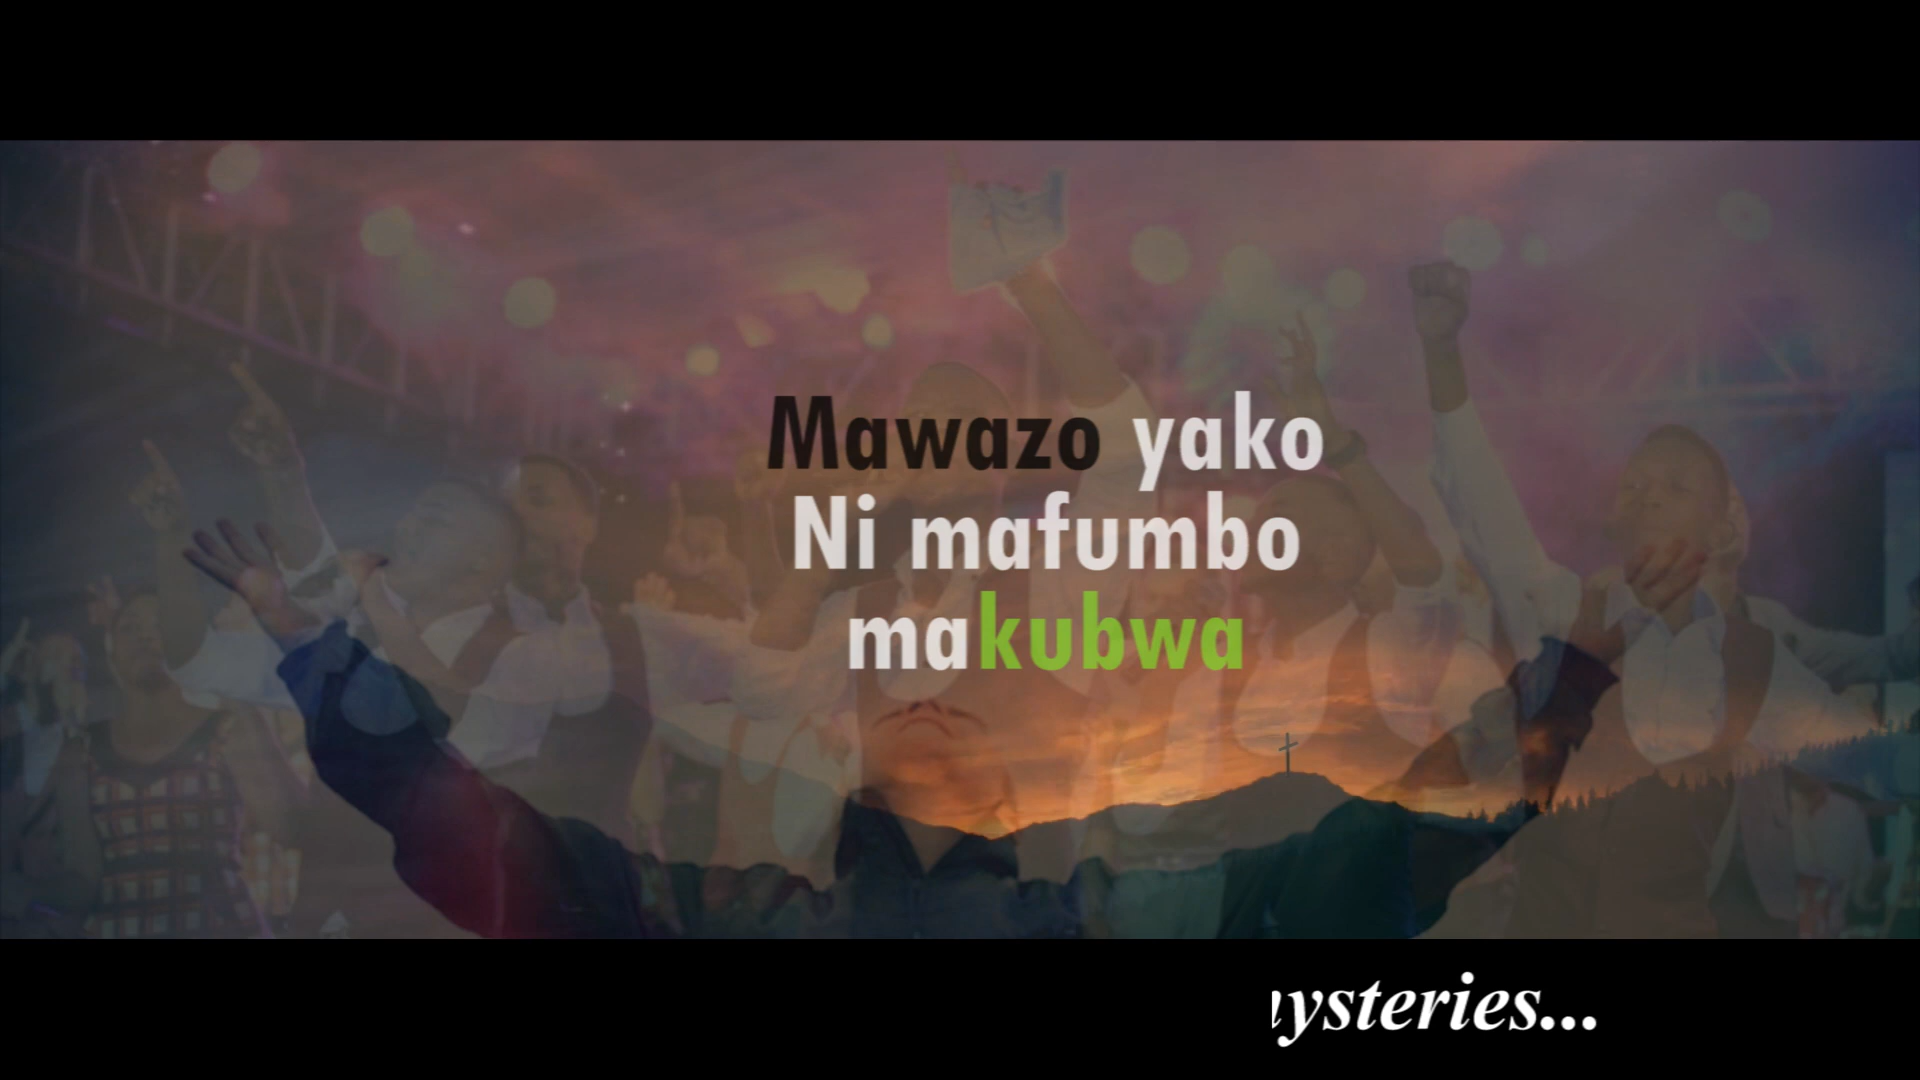 Mawazo yako
Ni mafumbo
makubwa
ysteries...